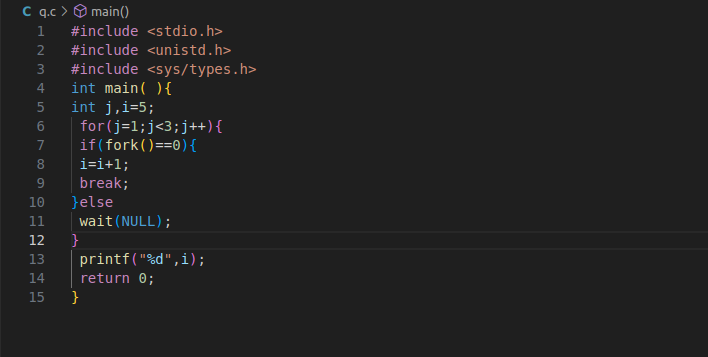 C q.c > main()
1 #include <stdio.h>
2 #include <unistd.h>
3 #include <sys/types.h>
4 int main( ){
5 int j,i=5;
6 for(j=1;j<3;j++){
7 if(fork()==0){
8 i=i+1;
9 break;
10 }else
11 wait(NULL);
12 }
13 printf("%d",i);
14 return 0;
15 }